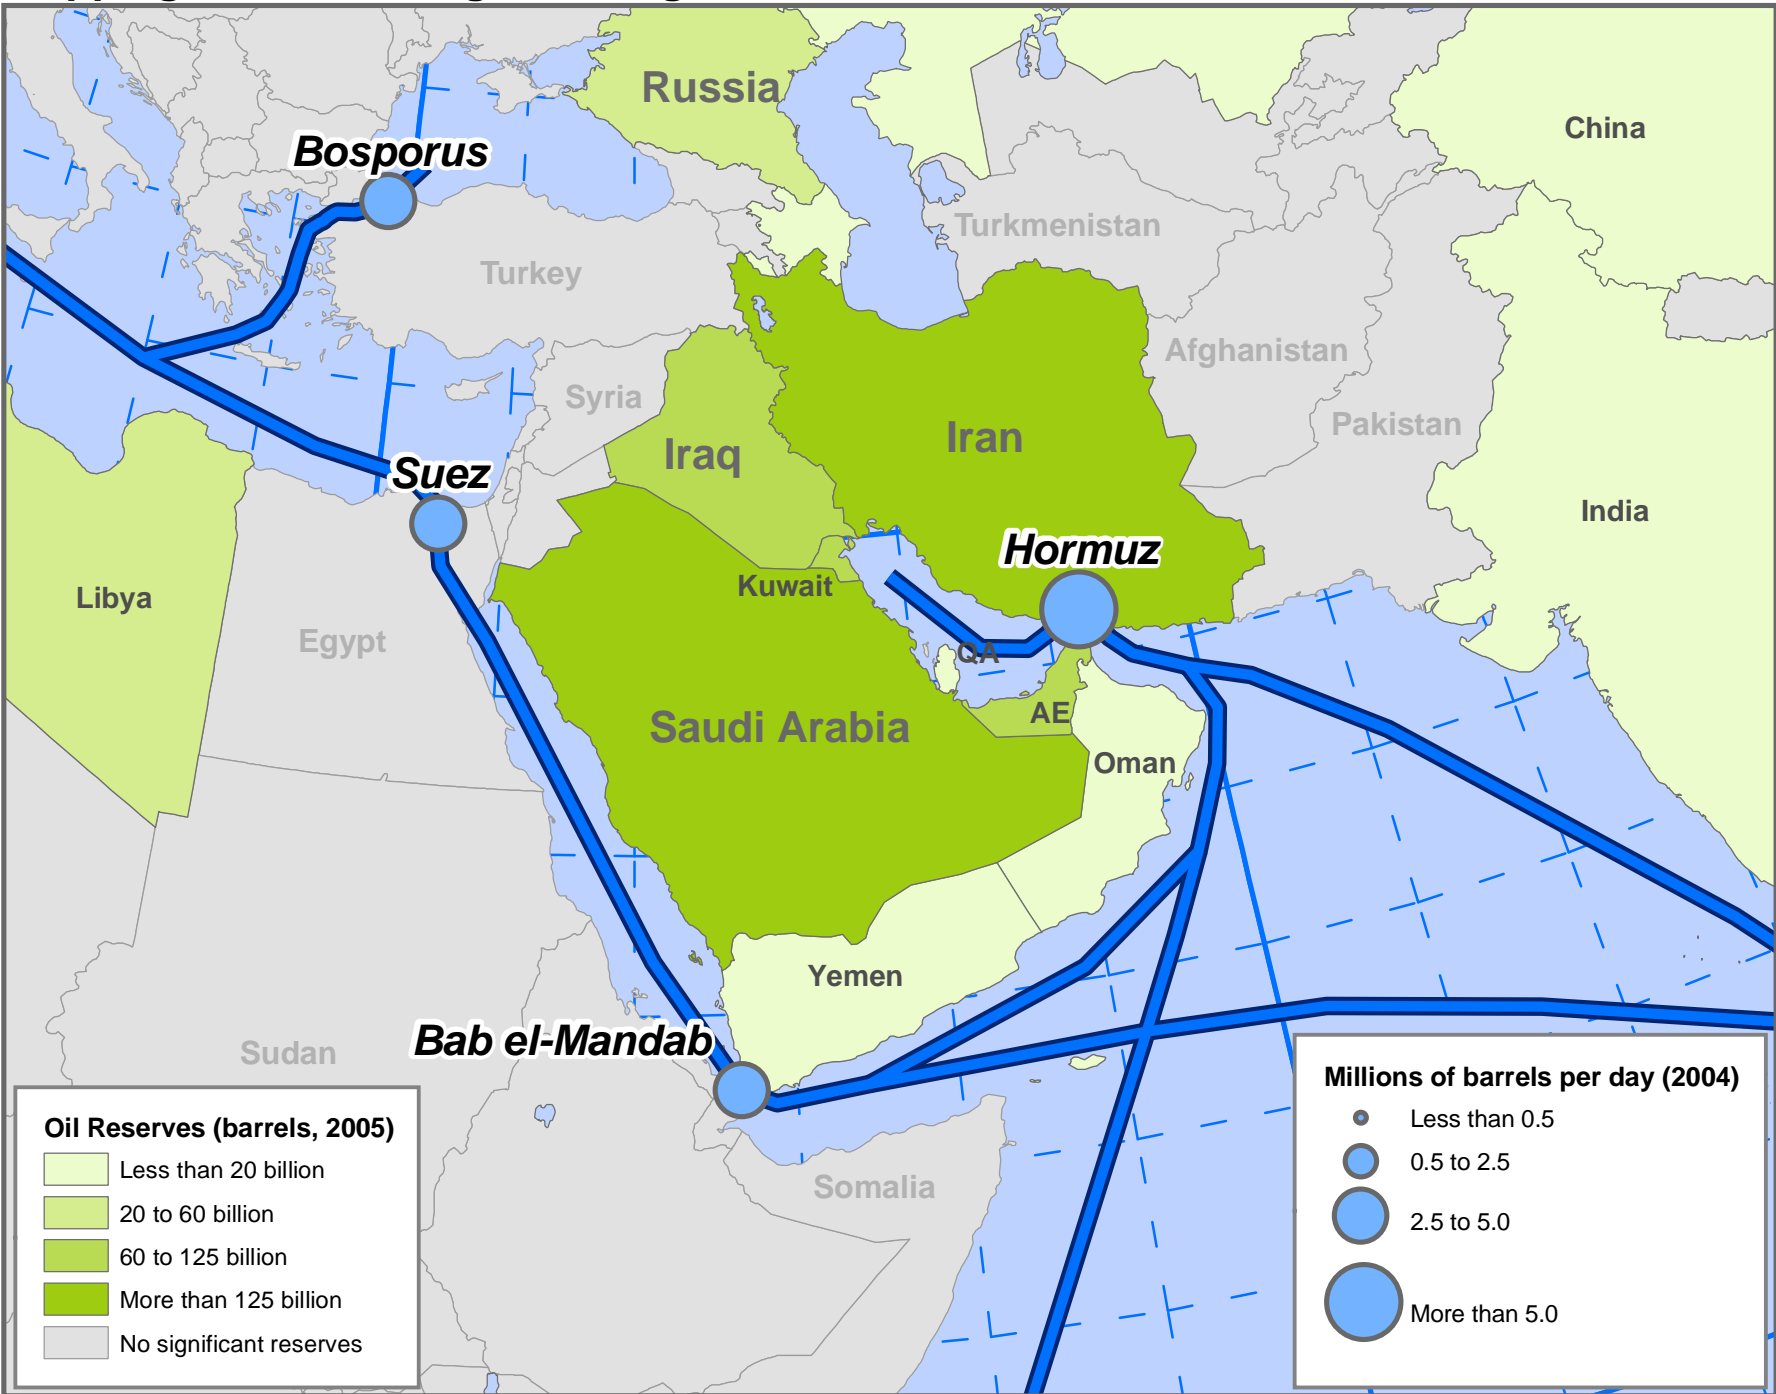 Russia
China
Bosporus
Turkmenistan
Turkey
Afghanistan
Syria
Pakistan
Iraq
Iran
Suez
India
Hormuz
Kuwait
Libya
Egypt
QA
AE
Saudi Arabia
Oman
Yemen
Bab el-Mandab
Sudan
Somalia
Oil Reserves (barrels, 2005)
Less than 20 billion
20 to 60 billion
60 to 125 billion
More than 125 billion
No significant reserves
Millions of barrels per day (2004)
Less than 0.5
0.5 to 2.5
2.5 to 5.0
More than 5.0